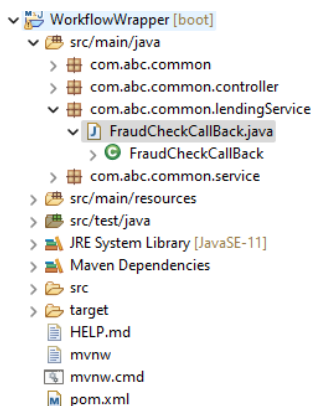 WorkflowWrapper [boot]
src/main/java
com.abc.common
com.abc.common.controller
com.abc.common.lendingService
FraudCheckCallBack.java
FraudCheckCallBack
com.abc.common.service
src/main/resources
src/test/java
JRE System Library [JavaSE-11]
Maven Dependencies
src
target
HELP.md
mvnw
mvnw.cmd
pom.xml